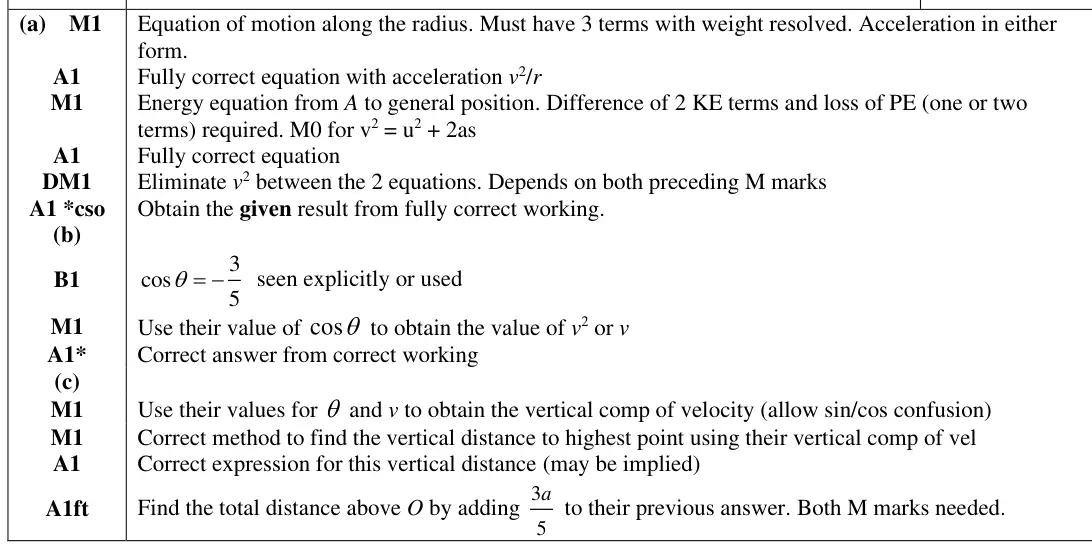 (a) M1 Equation of motion along the radius. Must have 3 terms with weight resolved. Acceleration in either
form.
A1 Fully correct equation with acceleration v²/r
M1 Energy equation from A to general position. Difference of 2 KE terms and loss of PE (one or two
terms) required. M0 for v² = u² + 2as
A1 Fully correct equation
DM1 Eliminate v² between the 2 equations. Depends on both preceding M marks
A1 *cso Obtain the given result from fully correct working.
(b)
B1 cos θ = −3/5 seen explicitly or used
M1 Use their value of cos θ to obtain the value of v² or v
A1* Correct answer from correct working
(c)
M1 Use their values for θ and v to obtain the vertical comp of velocity (allow sin/cos confusion)
M1 Correct method to find the vertical distance to highest point using their vertical comp of vel
A1 Correct expression for this vertical distance (may be implied)
A1ft Find the total distance above O by adding 3a/5 to their previous answer. Both M marks needed.